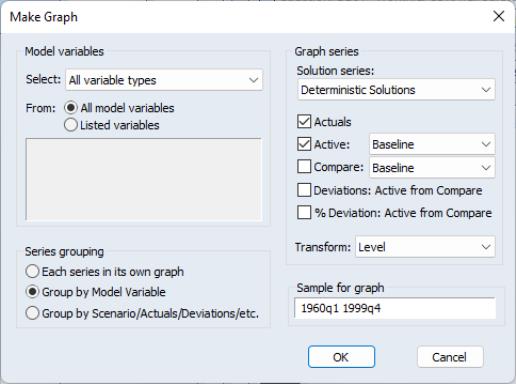 Make Graph
Model variables
Select: All variable types
From: All model variables
Listed variables
Series grouping
Each series in its own graph
Group by Model Variable
Group by Scenario/Actuals/Deviations/etc.
Graph series
Solution series:
Deterministic Solutions
Actuals
Active: Baseline
Compare: Baseline
Deviations: Active from Compare
% Deviation: Active from Compare
Transform: Level
Sample for graph
1960q1 1999q4
OK Cancel